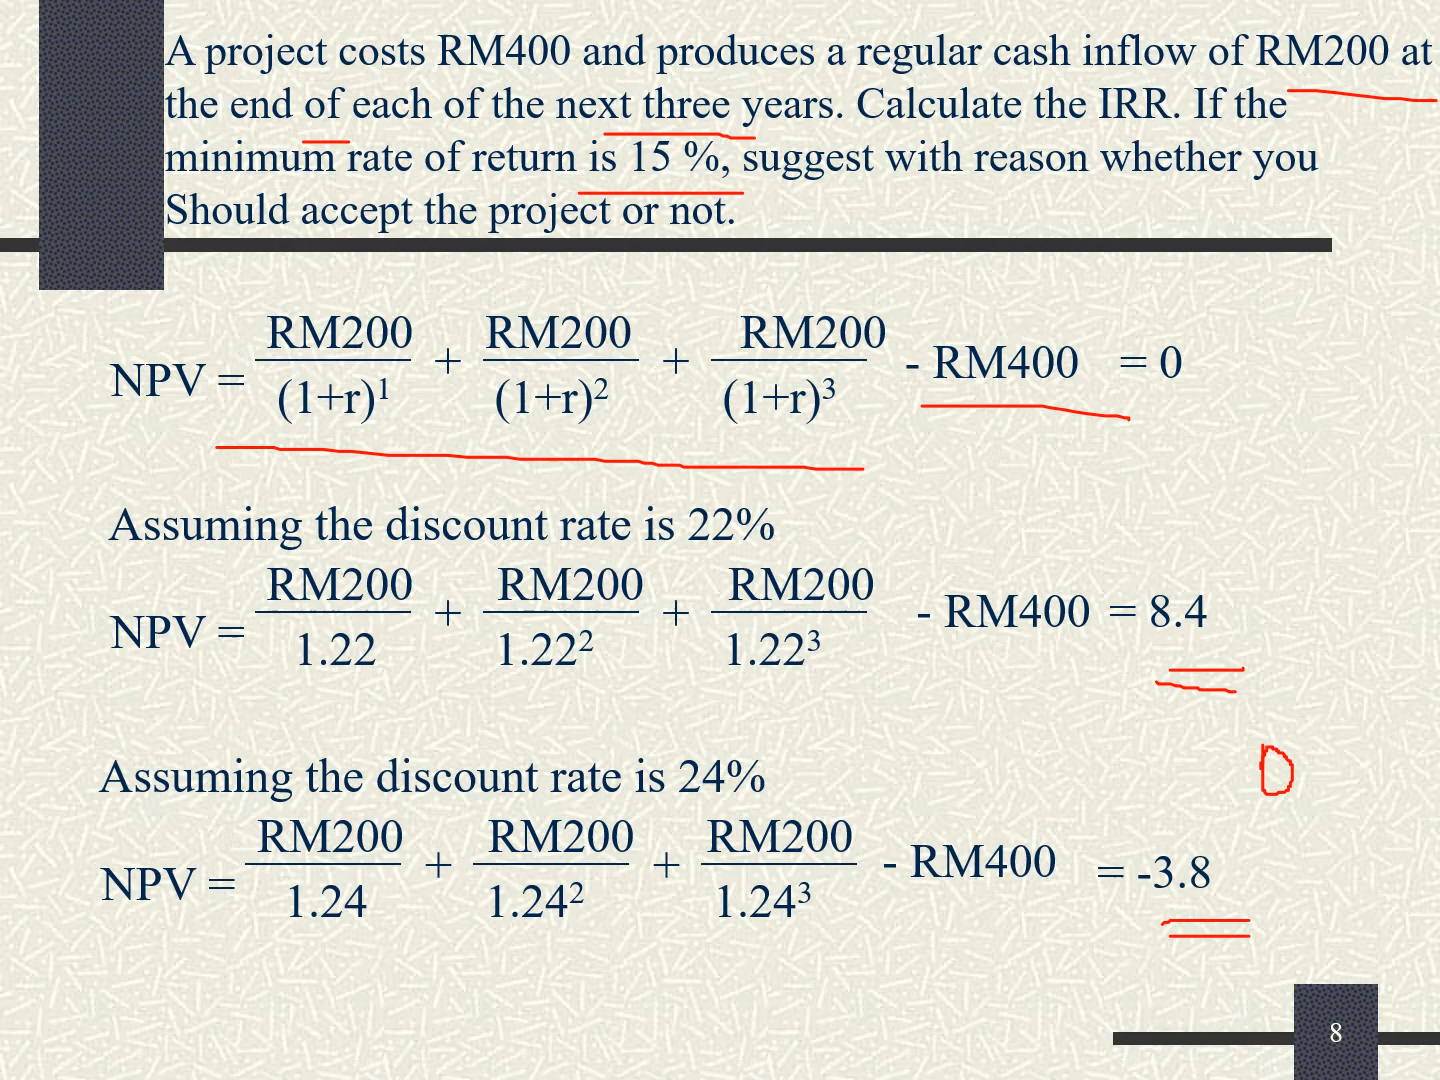 A project costs RM400 and produces a regular cash inflow of RM200 at
the end of each of the next three years. Calculate the IRR. If the
minimum rate of return is 15 %, suggest with reason whether you
Should accept the project or not.
NPV = RM200/(1+r)¹ + RM200/(1+r)² + RM200/(1+r)³ - RM400 = 0
Assuming the discount rate is 22%
NPV = RM200/1.22 + RM200/1.22² + RM200/1.22³ - RM400 = 8.4
D
Assuming the discount rate is 24%
NPV = RM200/1.24 + RM200/1.24² + RM200/1.24³ - RM400 = -3.8
8